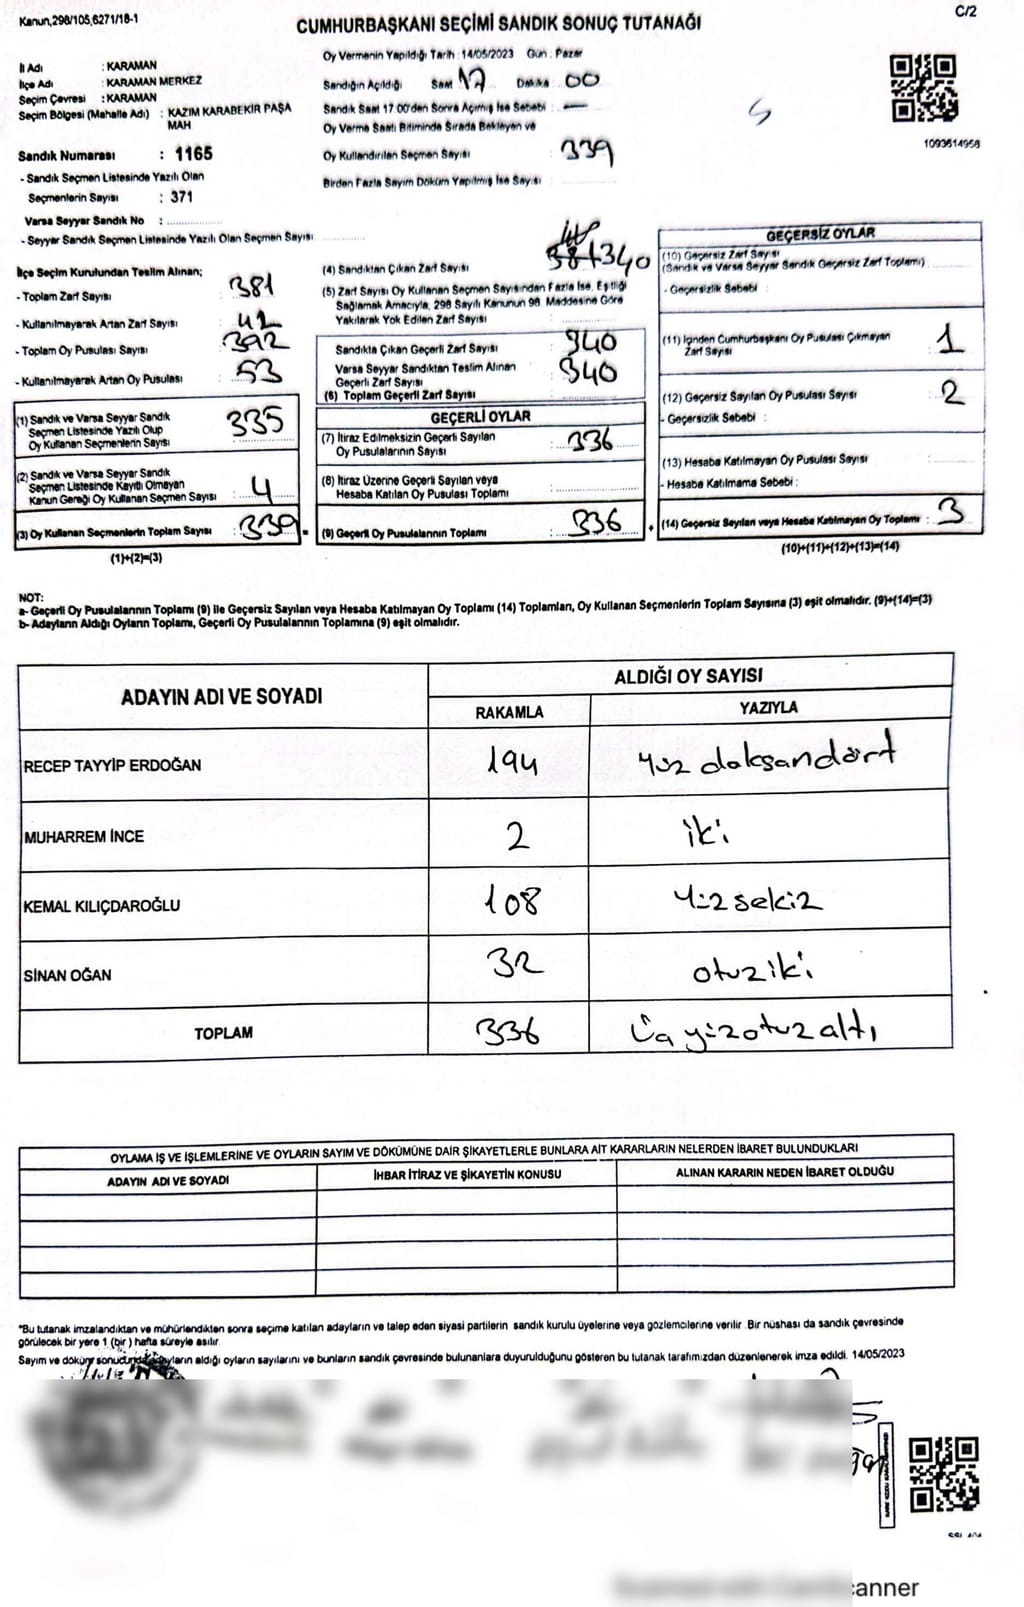 Kanun,298/105,6271/18-1
C/2
CUMHURBAŞKANI SEÇİMİ SANDIK SONUÇ TUTANAĞI
Oy Vermenin Yapıldığı Tarih : 14/05/2023 Gün : Pazar
İl Adı : KARAMAN
İlçe Adı : KARAMAN MERKEZ
Seçim Çevresi : KARAMAN
Seçim Bölgesi (Mahalle Adı) : KAZIM KARABEKİR PAŞA
MAH
Sandık Numarası : 1165
- Sandık Seçmen Listesinde Yazılı Olan
Seçmenlerin Sayısı : 371
Varsa Seyyar Sandık No :
- Seyyar Sandık Seçmen Listesinde Yazılı Olan Seçmen Sayısı
Sandığın Açıldığı Saat 17 Dakika 00
Sandık Saat 17:00'den Sonra Açılmış İse Sebebi : —
Oy Verme Saati Bitiminde Sırada Bekleyen ve
Oy Kullandırılan Seçmen Sayısı : 339
Birden Fazla Sayım Döküm Yapılmış İse Sayısı :
1093614958
İlçe Seçim Kurulundan Teslim Alınan;
- Toplam Zarf Sayısı : 381
- Kullanılmayarak Artan Zarf Sayısı : 42
- Toplam Oy Pusulası Sayısı : 392
- Kullanılmayarak Artan Oy Pusulası : 53
(1) Sandık ve Varsa Seyyar Sandık
Seçmen Listesinde Yazılı Olup
Oy Kullanan Seçmenlerin Sayısı : 335
(2) Sandık ve Varsa Seyyar Sandık
Seçmen Listesinde Kayıtlı Olmayan
Kanun Gereği Oy Kullanan Seçmen Sayısı : 4
(3) Oy Kullanan Seçmenlerin Toplam Sayısı : 339
(1)+(2)=(3)
(4) Sandıktan Çıkan Zarf Sayısı 381 340
(5) Zarf Sayısı Oy Kullanan Seçmen Sayısından Fazla İse, Eşitliği
Sağlamak Amacıyla, 298 Sayılı Kanunun 98. Maddesine Göre
Yakılarak Yok Edilen Zarf Sayısı
Sandıkta Çıkan Geçerli Zarf Sayısı : 340
Varsa Seyyar Sandıktan Teslim Alınan
Geçerli Zarf Sayısı : 340
(6) Toplam Geçerli Zarf Sayısı
GEÇERLİ OYLAR
(7) İtiraz Edilmeksizin Geçerli Sayılan
Oy Pusulalarının Sayısı : 336
(8) İtiraz Üzerine Geçerli Sayılan veya
Hesaba Katılan Oy Pusulası Toplamı :
(9) Geçerli Oy Pusulalarının Toplamı : 336
GEÇERSİZ OYLAR
(10) Geçersiz Zarf Sayısı
(Sandık ve Varsa Seyyar Sandık Geçersiz Zarf Toplamı)
- Geçersizlik Sebebi :
(11) İçinden Cumhurbaşkanı Oy Pusulası Çıkmayan
Zarf Sayısı : 1
(12) Geçersiz Sayılan Oy Pusulası Sayısı : 2
- Geçersizlik Sebebi :
(13) Hesaba Katılmayan Oy Pusulası Sayısı :
- Hesaba Katılmama Sebebi :
(14) Geçersiz Sayılan veya Hesaba Katılmayan Oy Toplamı : 3
(10)+(11)+(12)+(13)=(14)
NOT:
a- Geçerli Oy Pusulalarının Toplamı (9) ile Geçersiz Sayılan veya Hesaba Katılmayan Oy Toplamı (14) Toplamları, Oy Kullanan Seçmenlerin Toplam Sayısına (3) eşit olmalıdır. (9)+(14)=(3)
b- Adayların Aldığı Oyların Toplamı, Geçerli Oy Pusulalarının Toplamına (9) eşit olmalıdır.
ADAYIN ADI VE SOYADI ALDIĞI OY SAYISI
RAKAMLA YAZIYLA
RECEP TAYYİP ERDOĞAN 194 yüz doksandört
MUHARREM İNCE 2 iki
KEMAL KILIÇDAROĞLU 108 yüz sekiz
SİNAN OĞAN 32 otuz iki
TOPLAM 336 üç yüz otuz altı
OYLAMA İŞ VE İŞLEMLERİNE VE OYLARIN SAYIM VE DÖKÜMÜNE DAİR ŞİKAYETLERLE BUNLARA AİT KARARLARIN NELERDEN İBARET BULUNDUKLARI
ADAYIN ADI VE SOYADI İHBAR İTİRAZ VE ŞİKAYETİN KONUSU ALINAN KARARIN NEDEN İBARET OLDUĞU
*Bu tutanak imzalandıktan ve mühürlendikten sonra seçime katılan adayların ve talep eden siyasi partilerin sandık kurulu üyelerine veya gözlemcilerine verilir. Bir nüshası da sandık çevresinde
görülecek bir yere 1 (bir ) hafta süreyle asılır.
Sayım ve döküm sonucunda adayların aldığı oyların sayılarını ve bunların sandık çevresinde bulunanlara duyurulduğunu gösteren bu tutanak tarafımızdan düzenlenerek imza edildi. 14/05/2023